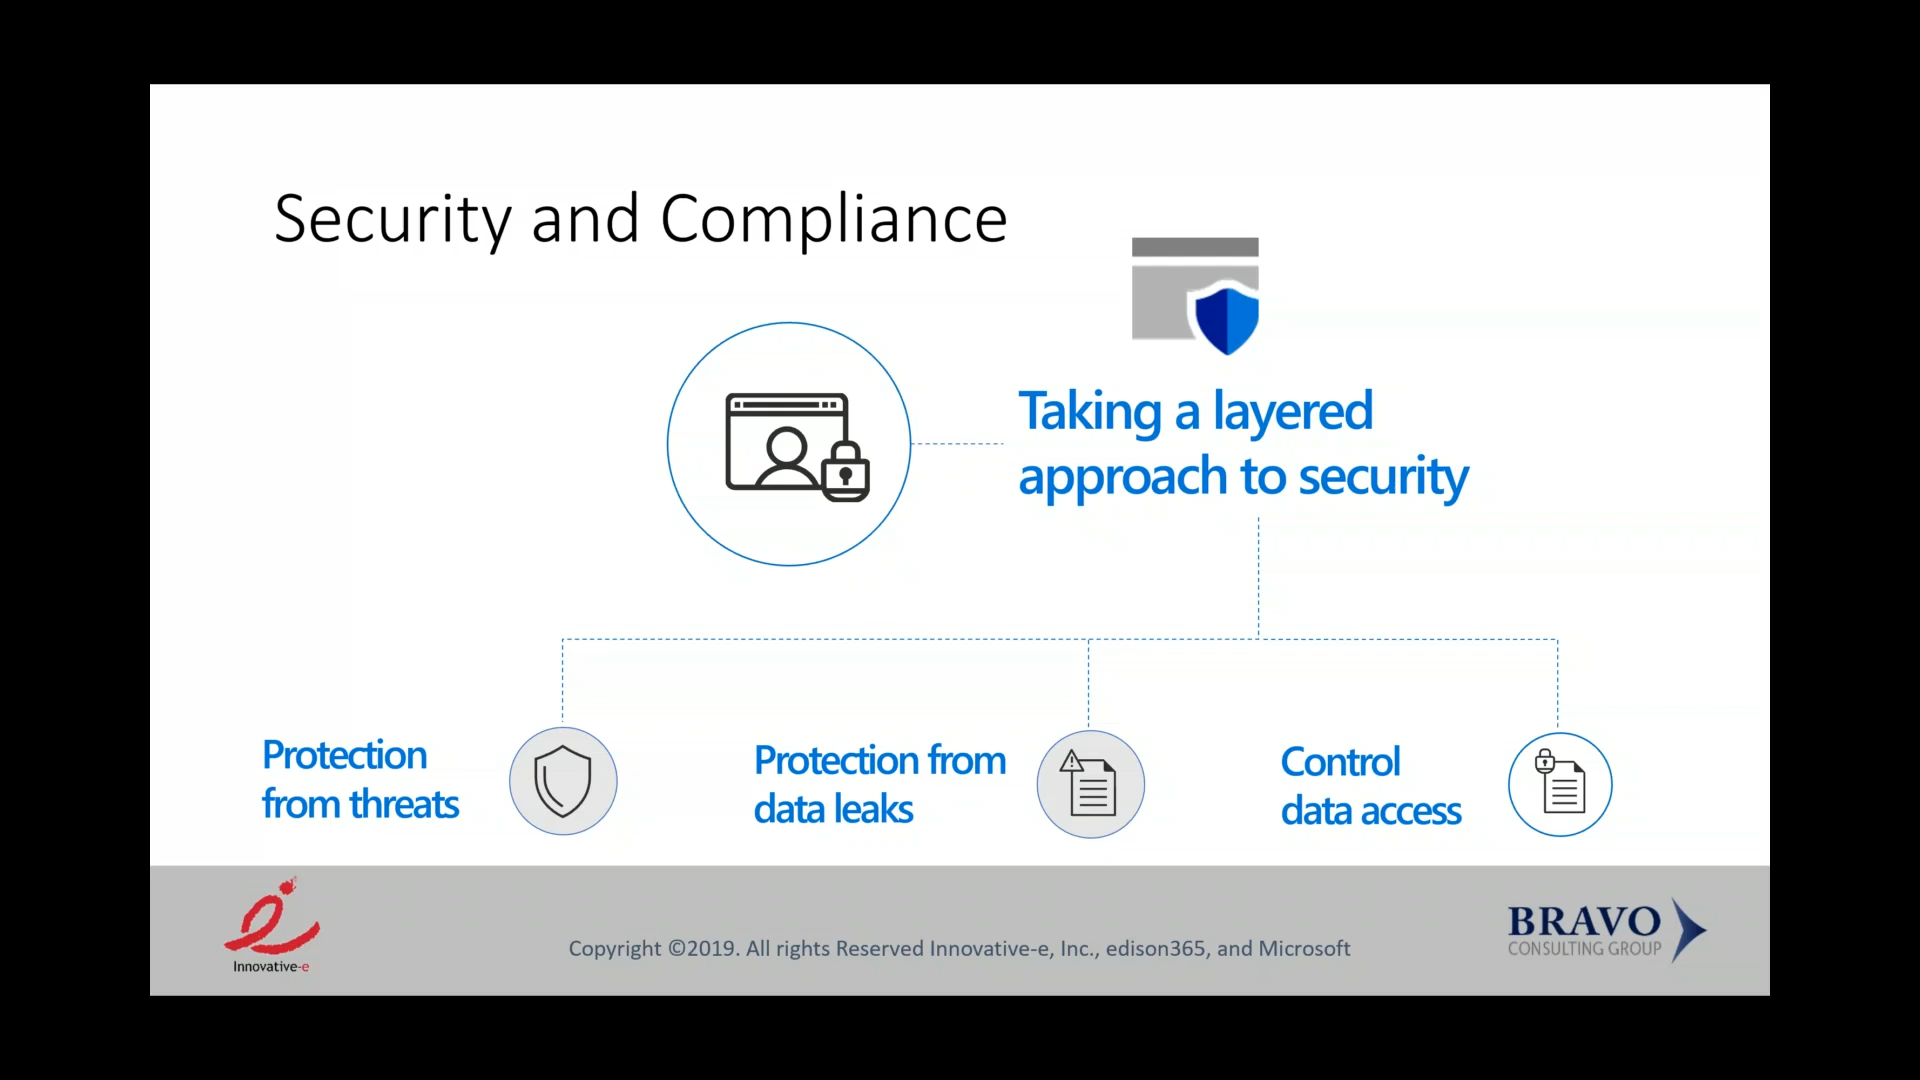 Security and Compliance
Taking a layered
approach to security
Protection
from threats
Protection from
data leaks
Control
data access
Innovative-e
Copyright ©2019. All rights Reserved Innovative-e, Inc., edison365, and Microsoft
BRAVO
CONSULTING GROUP